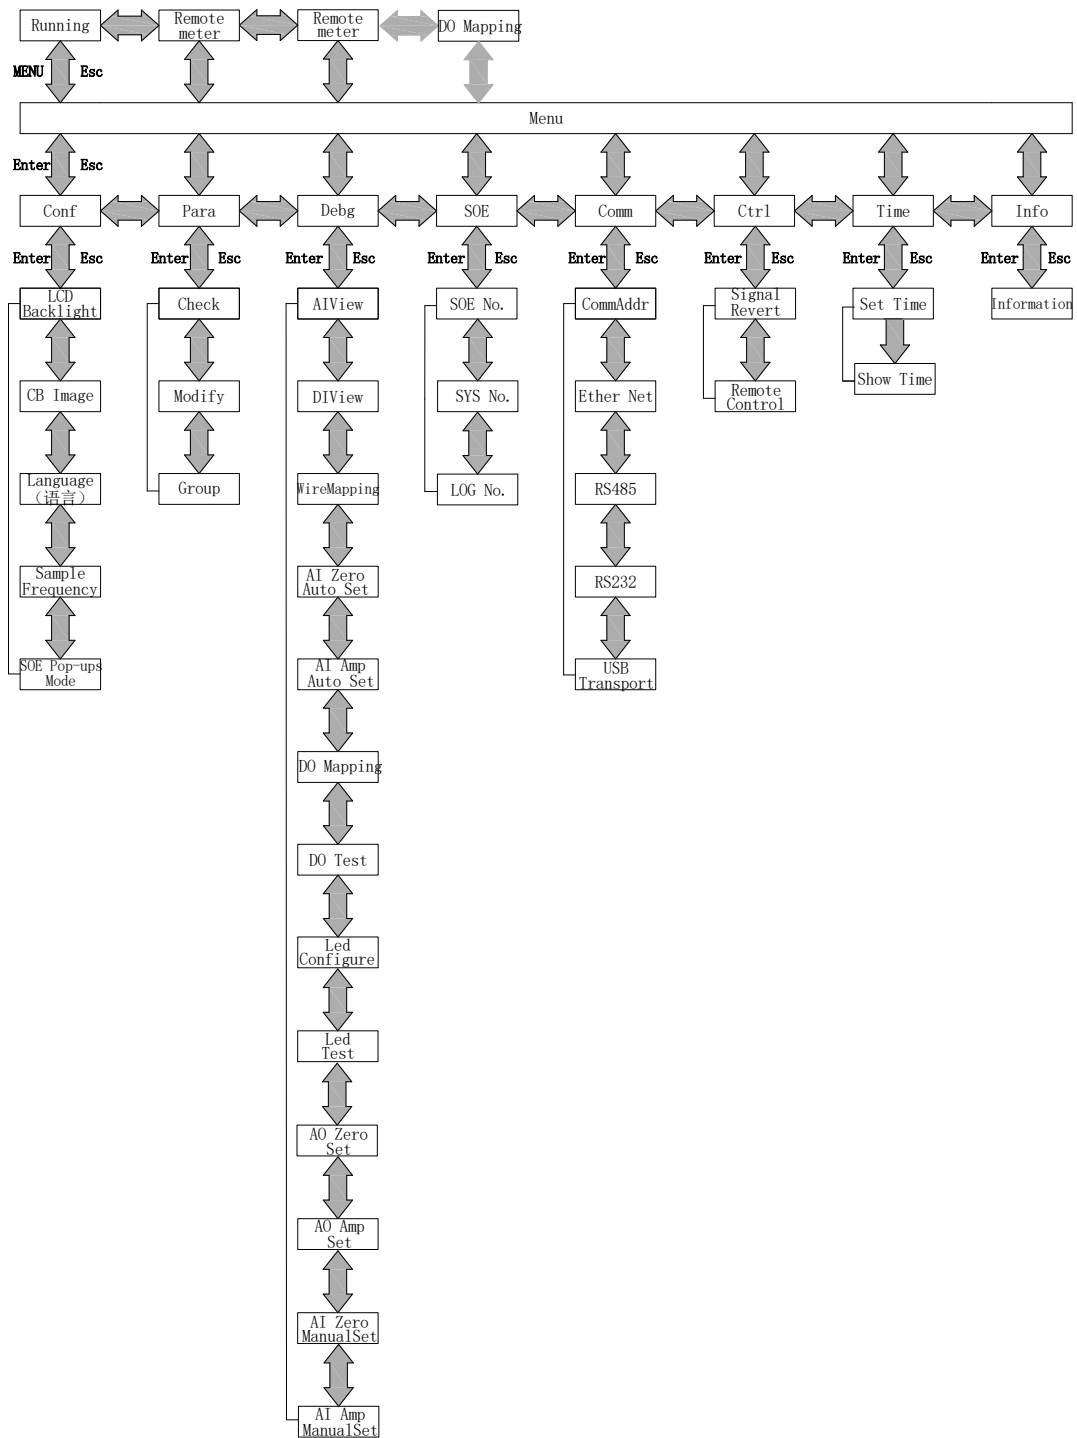 Running
Remote
meter
Remote
meter
DO Mapping
MENU
Esc
Menu
Enter
Esc
Conf
Para
Debg
SOE
Comm
Ctrl
Time
Info
Enter
Esc
Enter
Esc
Enter
Esc
Enter
Esc
Enter
Esc
Enter
Esc
Enter
Esc
Enter
Esc
LCD
Backlight
CB Image
Language
（语言）
Sample
Frequency
SOE Pop-ups
Mode
Check
Modify
Group
AIView
DIView
WireMapping
AI Zero
Auto Set
AI Amp
Auto Set
DO Mapping
DO Test
Led
Configure
Led
Test
AO Zero
Set
AO Amp
Set
AI Zero
ManualSet
AI Amp
ManualSet
SOE No.
SYS No.
LOG No.
CommAddr
Ether Net
RS485
RS232
USB
Transport
Signal
Revert
Remote
Control
Set Time
Show Time
Information